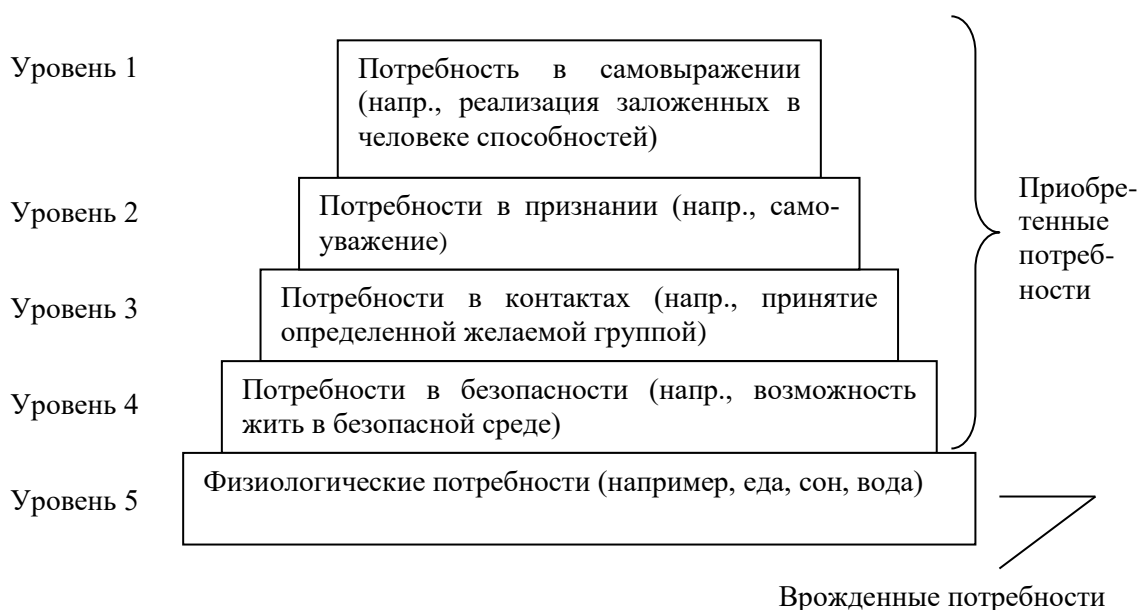 Уровень 1
Потребность в самовыражении
(напр., реализация заложенных в
человеке способностей)
Уровень 2
Потребности в признании (напр., само-
уважение)
Уровень 3
Потребности в контактах (напр., принятие
определенной желаемой группой)
Уровень 4
Потребности в безопасности (напр., возможность
жить в безопасной среде)
Уровень 5
Физиологические потребности (например, еда, сон, вода)
Приобре-
тенные
потреб-
ности
Врожденные потребности